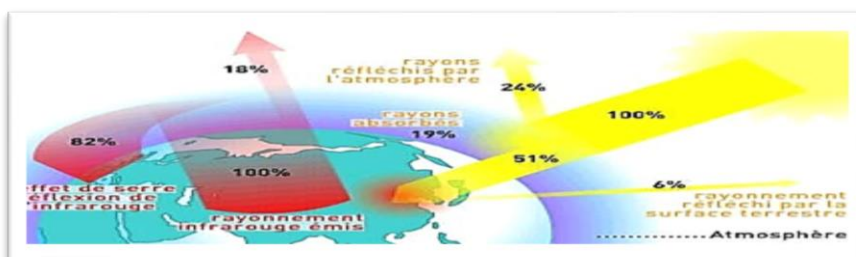 18%
rayons
réfléchis par
l'atmosphère
24%
100%
rayons
absorbés
19%
82%
51%
100%
6%
effet de serre
réflexion de
l'infrarouge
rayonnement
infrarouge émis
rayonnement
réfléchi par la
surface terrestre
............Atmosphère